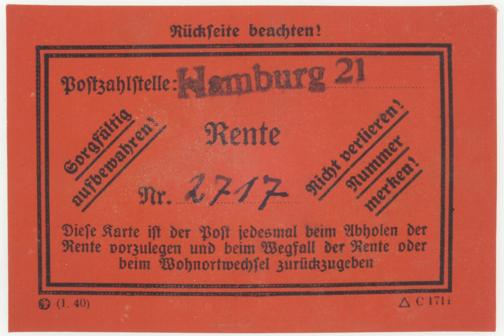 Rückseite beachten!
Postzahlstelle: Hamburg 21
Sorgfältig
aufbewahren!
Rente
Nicht verlieren!
Nummer
merken!
Nr. 2717
Diese Karte ist der Post jedesmal beim Abholen der
Rente vorzulegen und beim Wegfall der Rente oder
beim Wohnortwechsel zurückzugeben
(1. 40)
△ C 171i